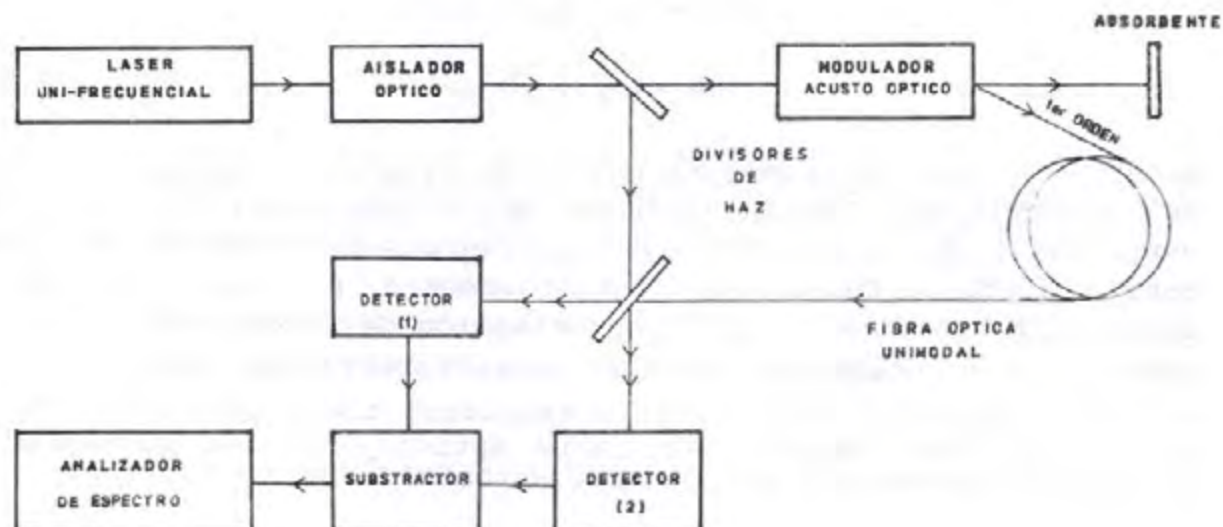 ABSORBENTE
LASER
UNI-FRECUENCIAL
AISLADOR
OPTICO
MODULADOR
ACUSTO OPTICO
1er ORDEN
DIVISORES
DE
HAZ
DETECTOR
(1)
FIBRA OPTICA
UNIMODAL
ANALIZADOR
DE ESPECTRO
SUBSTRACTOR
DETECTOR
(2)